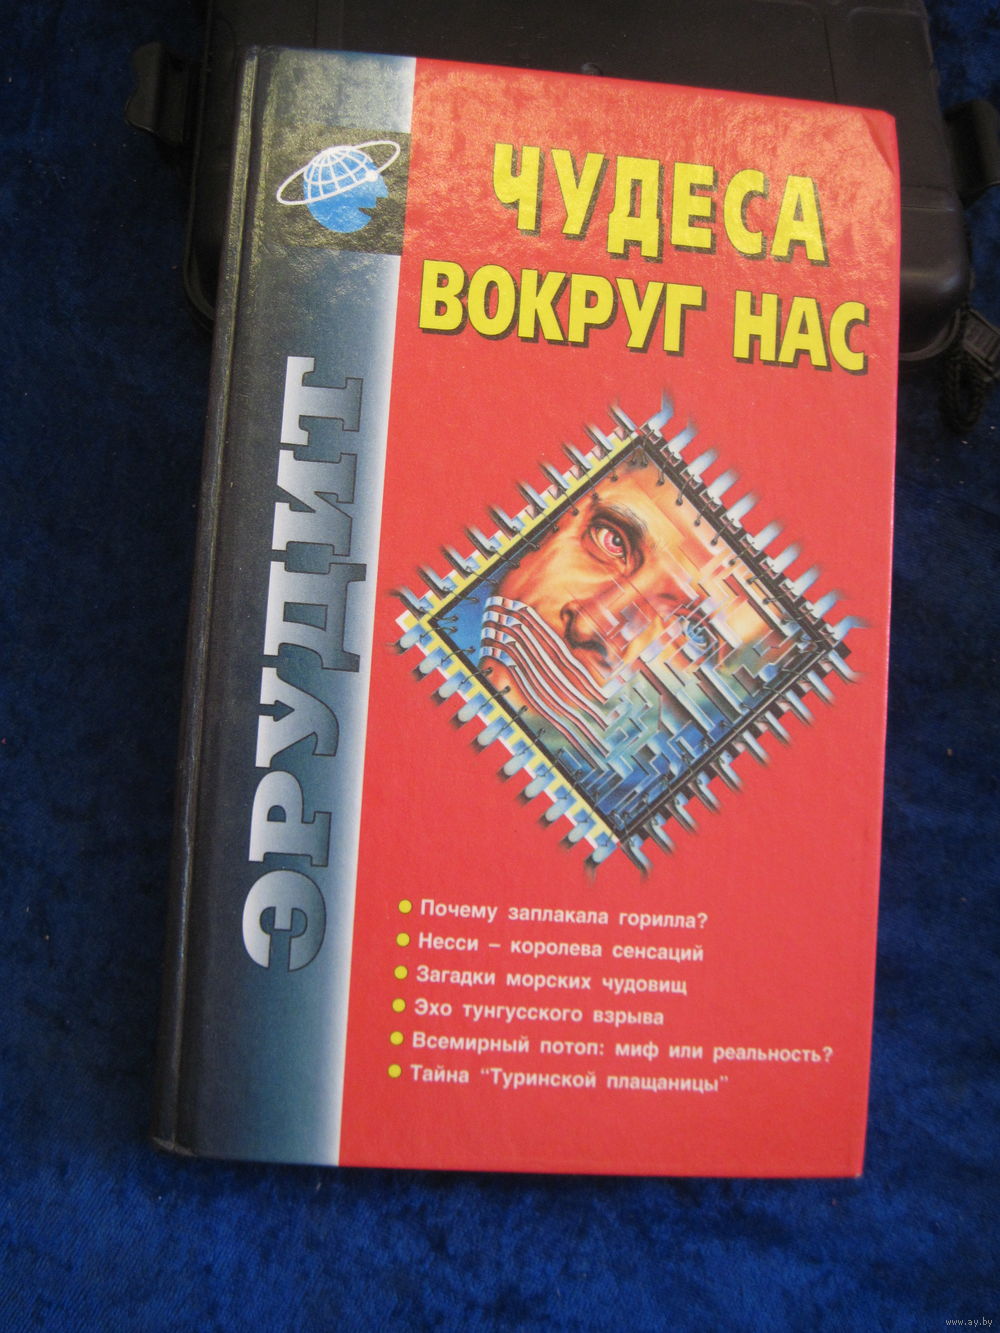 ЧУДЕСА
ВОКРУГ НАС
ЭРУДИТ
Почему заплакала горилла?
Несси – королева сенсаций
Загадки морских чудовищ
Эхо тунгусского взрыва
Всемирный потоп: миф или реальность?
Тайна "Туринской плащаницы"
www.ay.by